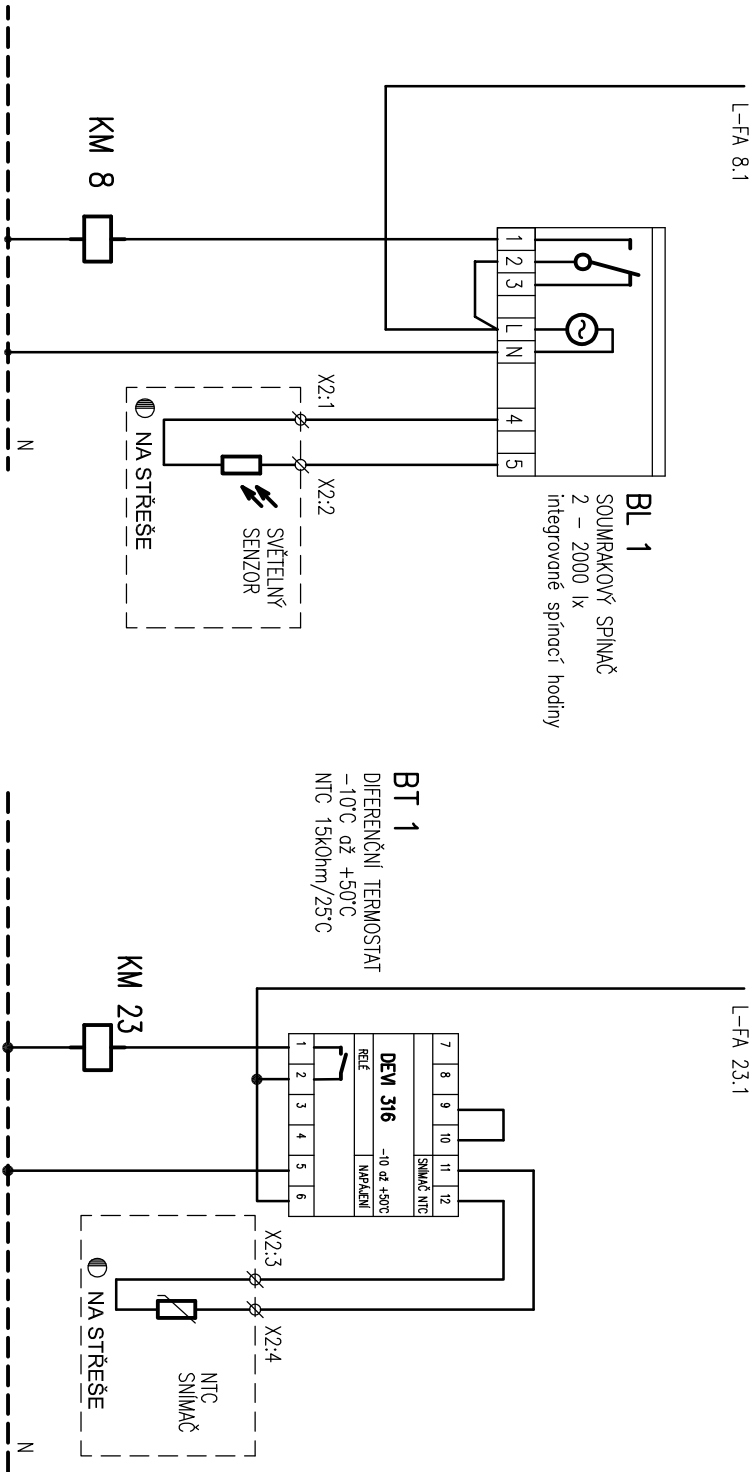 L-FA 8.1
BL 1
SOUMRAKOVÝ SPÍNAČ
2 - 2000 lx
integrované spínací hodiny
1
2
3
L
N
4
5
KM 8
X2:1
X2:2
SVĚTELNÝ
SENZOR
NA STŘEŠE
N
L-FA 23.1
BT 1
DIFERENČNÍ TERMOSTAT
-10°C až +50°C
NTC 15kOhm/25°C
7
8
9
10
11
12
SNÍMAČ NTC
DEVI 316
-10 až +50°C
RELÉ
NAPÁJENÍ
1
2
3
4
5
6
KM 23
X2:3
X2:4
NTC
SNÍMAČ
NA STŘEŠE
N